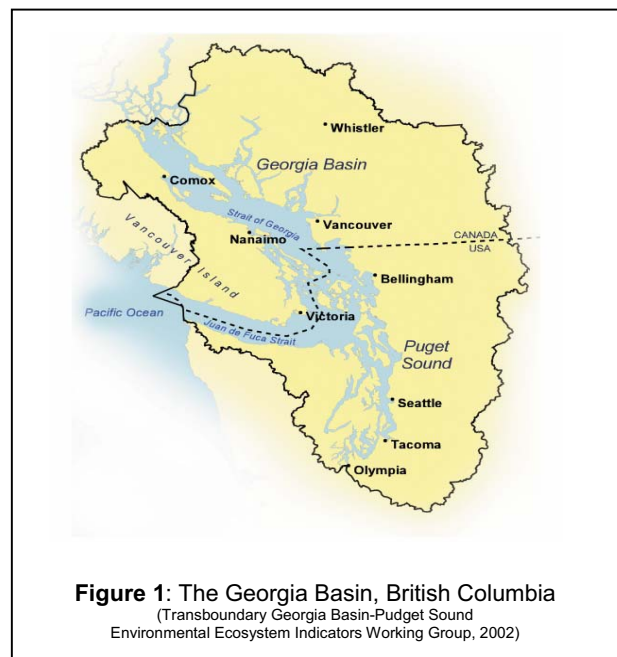 Whistler
Georgia Basin
Comox
Strait of Georgia
Vancouver
Nanaimo
CANADA
USA
Vancouver Island
Bellingham
Pacific Ocean
Victoria
Juan de Fuca Strait
Puget
Sound
Seattle
Tacoma
Olympia
Figure 1: The Georgia Basin, British Columbia
(Transboundary Georgia Basin-Pudget Sound
Environmental Ecosystem Indicators Working Group, 2002)